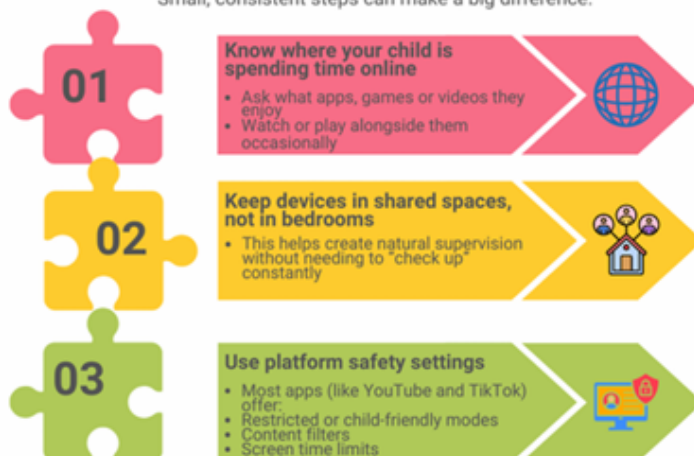 Small, consistent steps can make a big difference.
01
Know where your child is
spending time online
• Ask what apps, games or videos they
enjoy
• Watch or play alongside them
occasionally
02
Keep devices in shared spaces,
not in bedrooms
• This helps create natural supervision
without needing to "check up"
constantly
03
Use platform safety settings
• Most apps (like YouTube and TikTok)
offer:
• Restricted or child-friendly modes
• Content filters
• Screen time limits